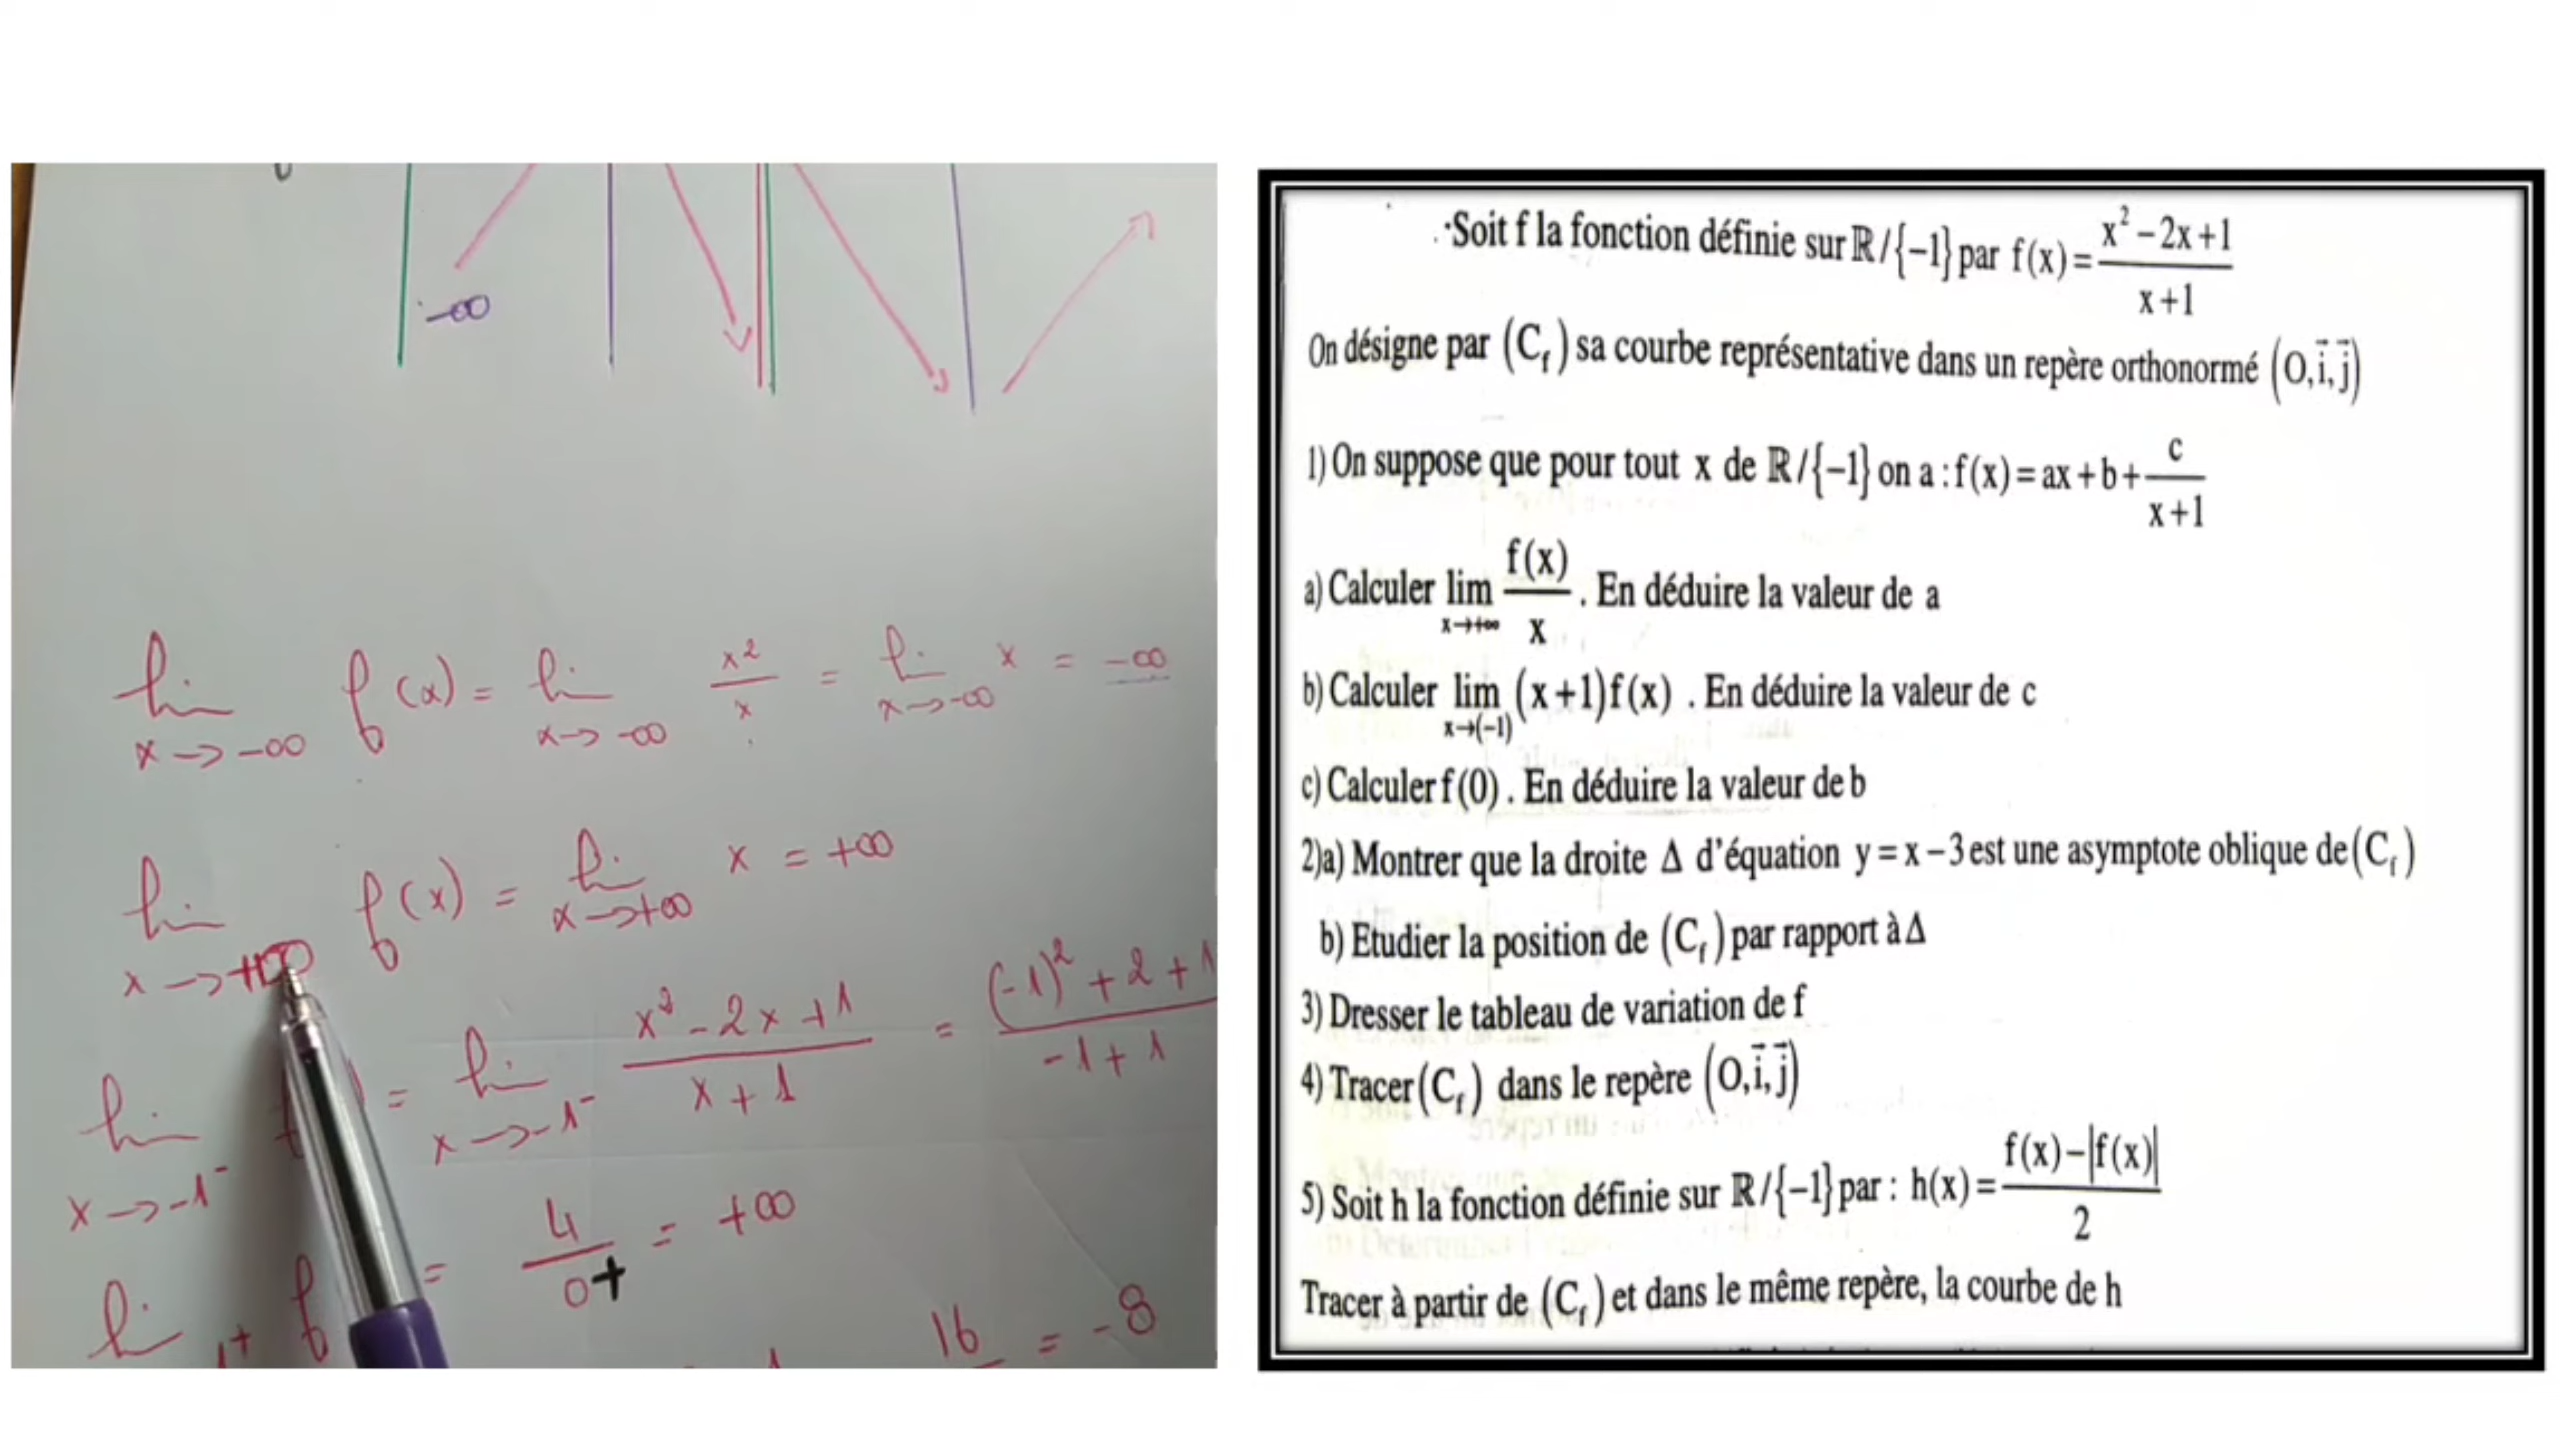 -∞
lim f(x) = lim x²/x = lim x = -∞
x → -∞ x → -∞ x → -∞
lim f(x) = lim x = +∞
x → +∞ x → +∞
= lim (x² - 2x + 1)/(x + 1) = ((-1)² + 2 + 1)/(-1 + 1)
lim
x → -1⁻ x → -1⁻
= 4/0+ = +∞
lim f
1⁺
16 = -8
Soit f la fonction définie sur ℝ/{−1} par f(x) = (x² − 2x + 1)/(x + 1)
On désigne par (C_f) sa courbe représentative dans un repère orthonormé (O, i⃗, j⃗)
1) On suppose que pour tout x de ℝ/{−1} on a : f(x) = ax + b + c/(x + 1)
a) Calculer lim x→+∞ f(x)/x . En déduire la valeur de a
b) Calculer lim x→(−1) (x + 1)f(x) . En déduire la valeur de c
c) Calculer f(0) . En déduire la valeur de b
2)a) Montrer que la droite Δ d'équation y = x − 3 est une asymptote oblique de (C_f)
b) Etudier la position de (C_f) par rapport à Δ
3) Dresser le tableau de variation de f
4) Tracer (C_f) dans le repère (O, i⃗, j⃗)
5) Soit h la fonction définie sur ℝ/{−1} par : h(x) = (f(x) − |f(x)|)/2
Tracer à partir de (C_f) et dans le même repère, la courbe de h